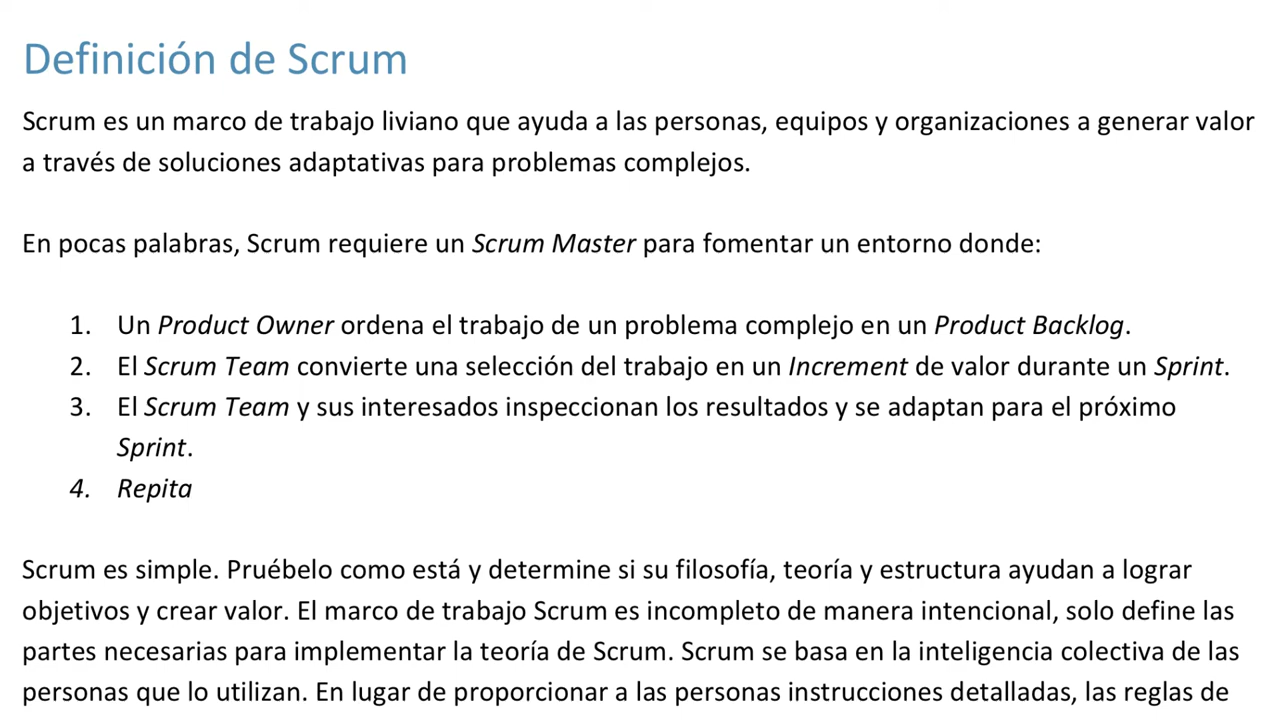 Definición de Scrum
Scrum es un marco de trabajo liviano que ayuda a las personas, equipos y organizaciones a generar valor
a través de soluciones adaptativas para problemas complejos.
En pocas palabras, Scrum requiere un Scrum Master para fomentar un entorno donde:
1. Un Product Owner ordena el trabajo de un problema complejo en un Product Backlog.
2. El Scrum Team convierte una selección del trabajo en un Increment de valor durante un Sprint.
3. El Scrum Team y sus interesados inspeccionan los resultados y se adaptan para el próximo
Sprint.
4. Repita
Scrum es simple. Pruébelo como está y determine si su filosofía, teoría y estructura ayudan a lograr
objetivos y crear valor. El marco de trabajo Scrum es incompleto de manera intencional, solo define las
partes necesarias para implementar la teoría de Scrum. Scrum se basa en la inteligencia colectiva de las
personas que lo utilizan. En lugar de proporcionar a las personas instrucciones detalladas, las reglas de